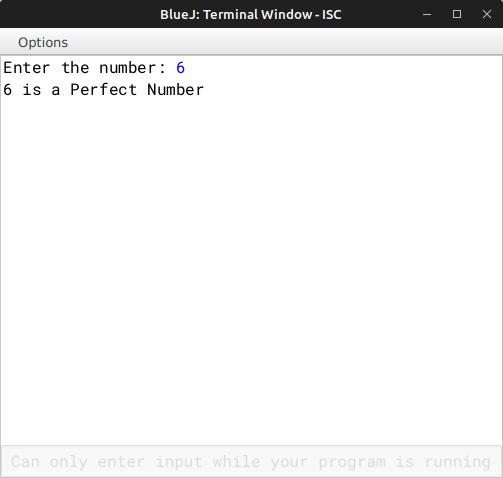 BlueJ: Terminal Window - ISC
Options
Enter the number: 6
6 is a Perfect Number
Can only enter input while your program is running